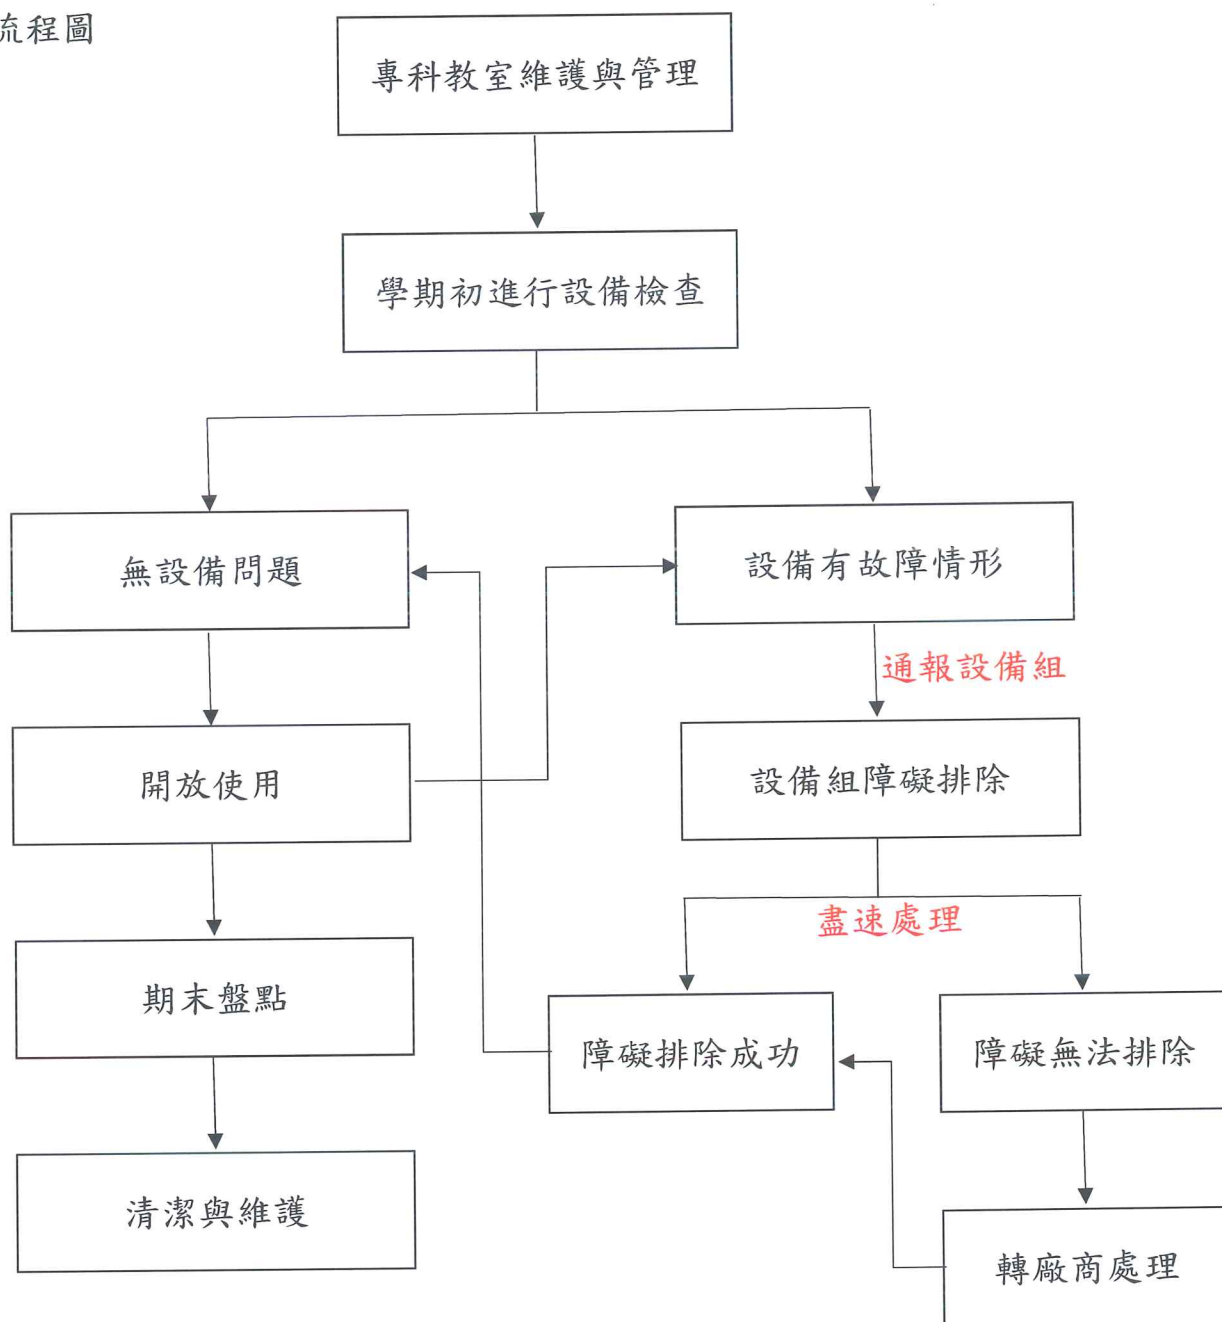 流程圖
專科教室維護與管理
學期初進行設備檢查
無設備問題
設備有故障情形
通報設備組
開放使用
設備組障礙排除
盡速處理
期末盤點
障礙排除成功
障礙無法排除
清潔與維護
轉廠商處理